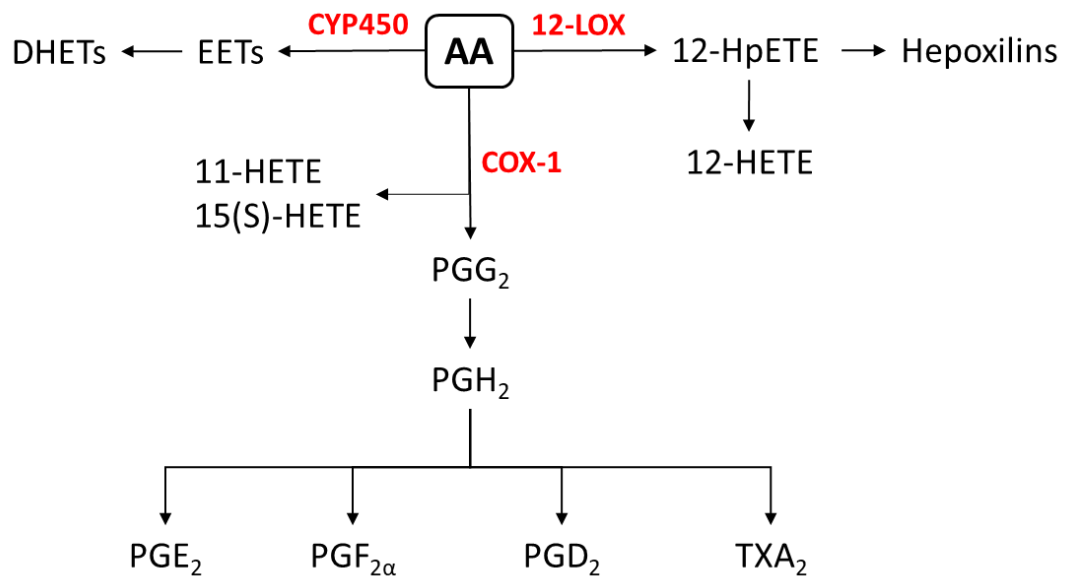 CYP450 12-LOX
DHETs EETs AA 12-HpETE Hepoxilins
COX-1 12-HETE
11-HETE
15(S)-HETE
PGG₂
PGH₂
PGE₂ PGF₂α PGD₂ TXA₂